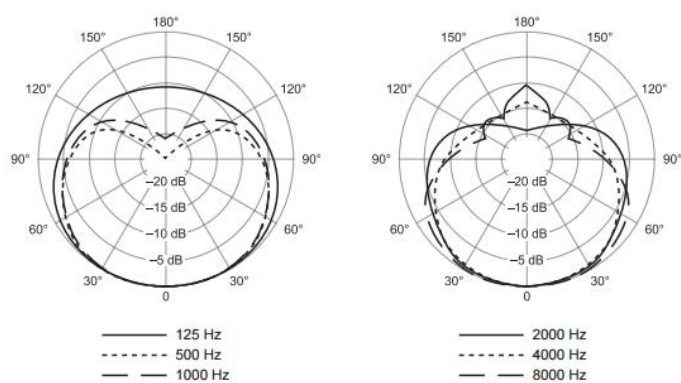 180°
150° 150°
120° 120°
90° 90°
–20 dB
–15 dB
60° –10 dB 60°
–5 dB
30° 30°
0
125 Hz
500 Hz
1000 Hz
180°
150° 150°
120° 120°
90° 90°
–20 dB
–15 dB
60° –10 dB 60°
–5 dB
30° 30°
0
2000 Hz
4000 Hz
8000 Hz